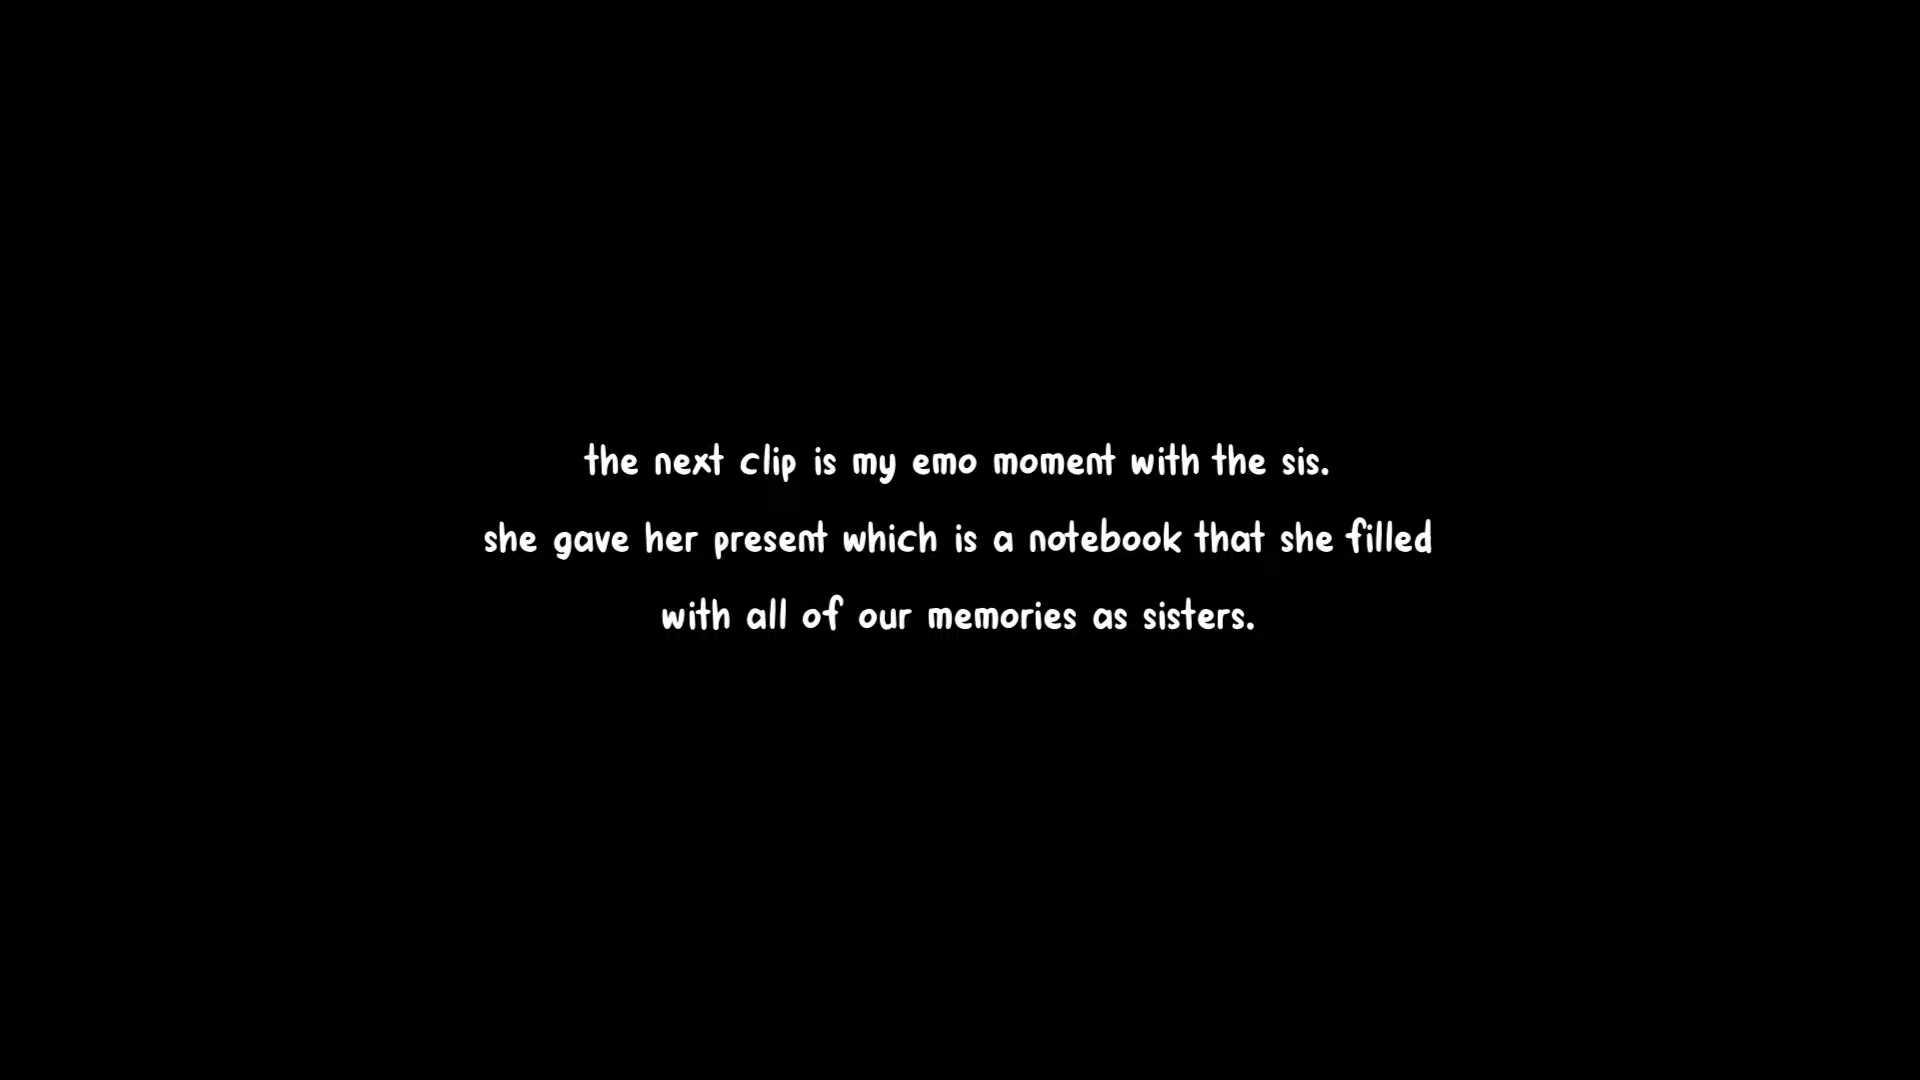 the next clip is my emo moment with the sis.
she gave her present which is a notebook that she filled
with all of our memories as sisters.